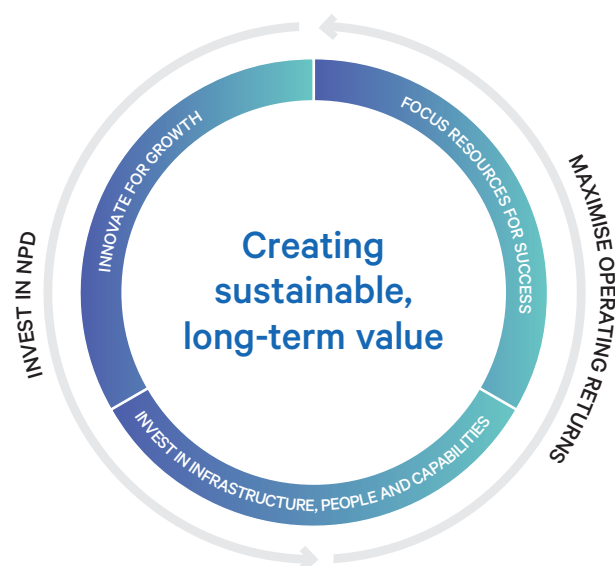 INNOVATE FOR GROWTH
FOCUS RESOURCES FOR SUCCESS
MAXIMISE OPERATING RETURNS
INVEST IN NPD
Creating
sustainable,
long-term value
INVEST IN INFRASTRUCTURE, PEOPLE AND CAPABILITIES